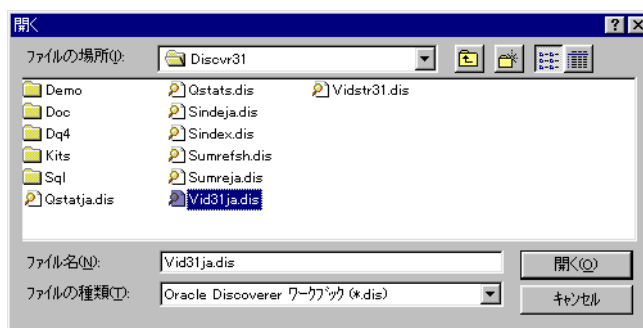 開く
ファイルの場所(I): Discvr31
Demo Qstats.dis Vidstr31.dis
Doc Sindeja.dis
Dq4 Sindex.dis
Kits Sumrefsh.dis
Sql Sumreja.dis
Qstatja.dis Vid31ja.dis
ファイル名(N): Vid31ja.dis 開く(O)
ファイルの種類(T): Oracle Discoverer ワークブック (*.dis) キャンセル